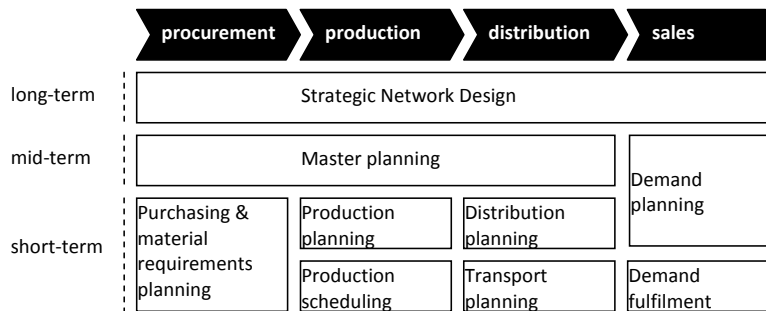 procurement production distribution sales
long-term
Strategic Network Design
mid-term
Master planning
Demand
planning
short-term
Purchasing &
material
requirements
planning
Production
planning
Distribution
planning
Production
scheduling
Transport
planning
Demand
fulfilment